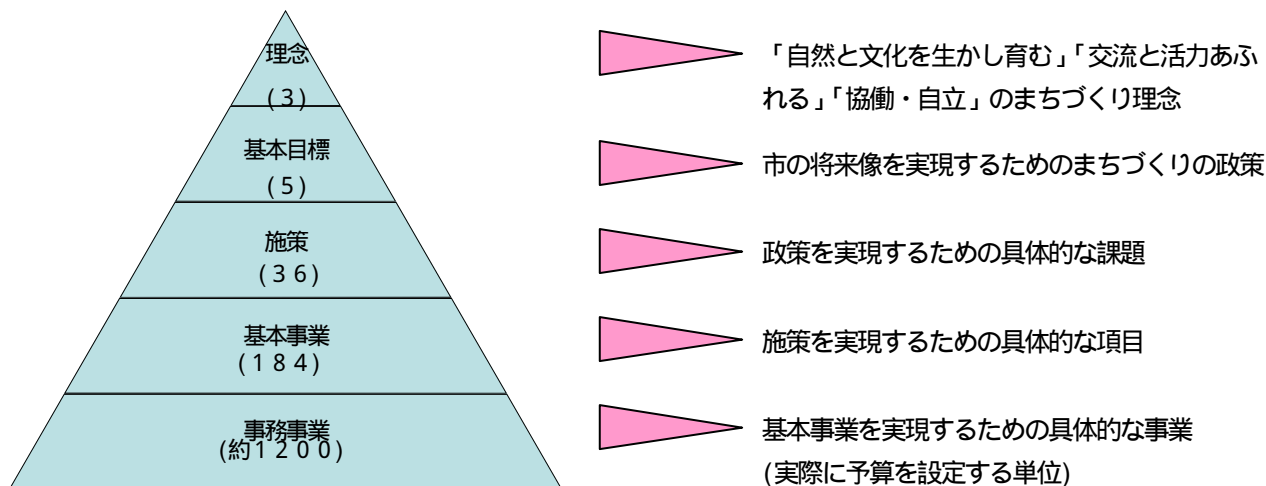 理念
(3)
「自然と文化を生かし育む」「交流と活力あふ
れる」「協働・自立」のまちづくり理念
基本目標
(5)
市の将来像を実現するためのまちづくりの政策
施策
(36)
政策を実現するための具体的な課題
基本事業
(184)
施策を実現するための具体的な項目
事務事業
(約1200)
基本事業を実現するための具体的な事業
(実際に予算を設定する単位)